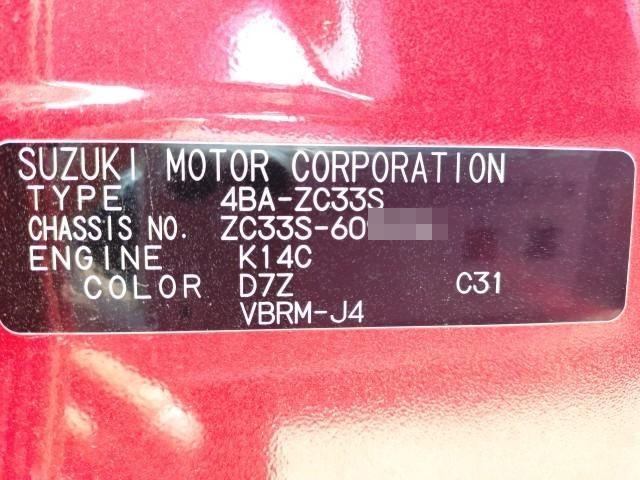 SUZUKI MOTOR CORPORATION
TYPE 4BA-ZC33S
CHASSIS NO. ZC33S-60
ENGINE K14C
COLOR D7Z C31
VBRM-J4